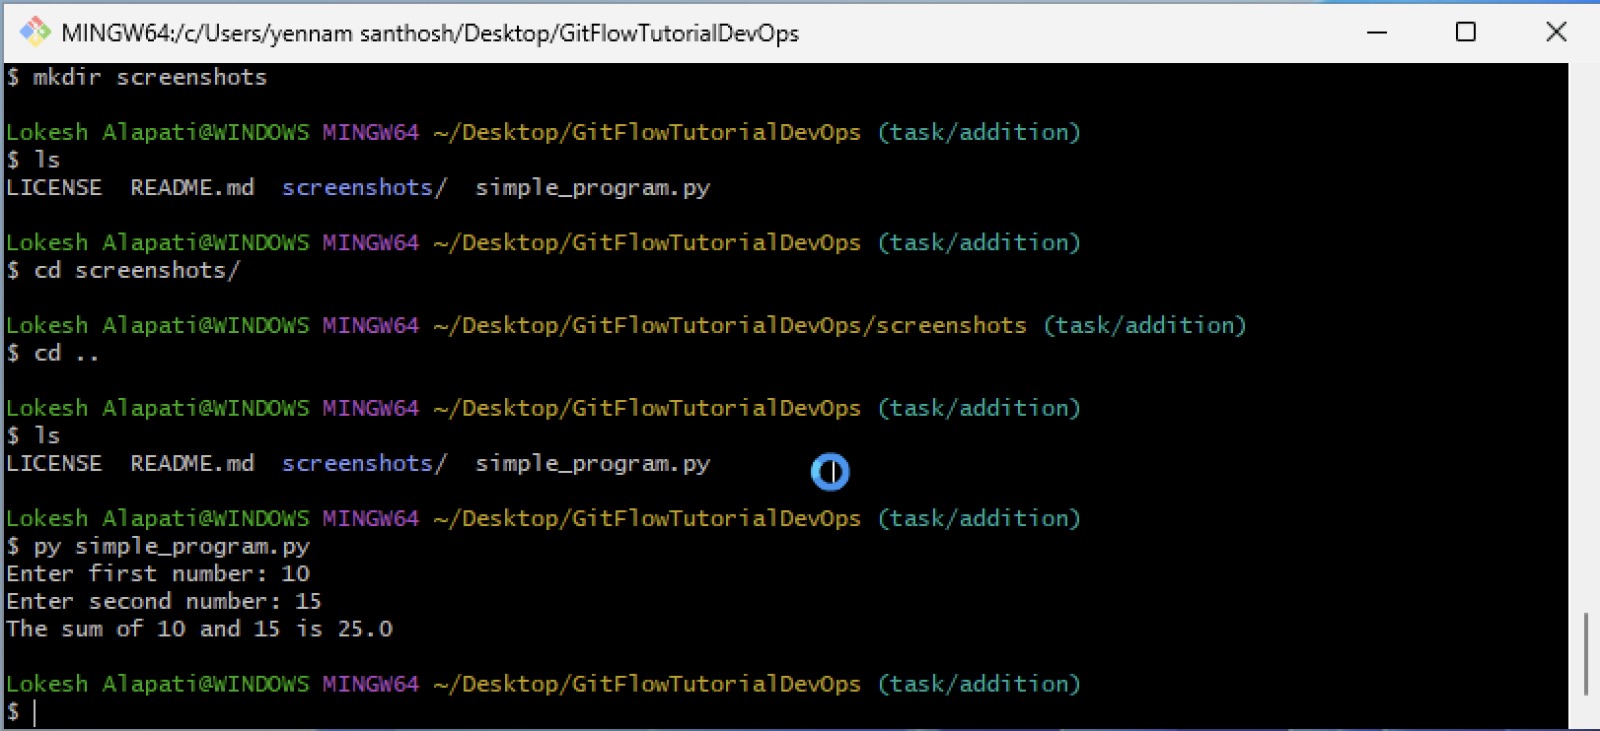 MINGW64:/c/Users/yennam santhosh/Desktop/GitFlowTutorialDevOps
$ mkdir screenshots
Lokesh Alapati@WINDOWS MINGW64 ~/Desktop/GitFlowTutorialDevOps (task/addition)
$ ls
LICENSE  README.md  screenshots/  simple_program.py
Lokesh Alapati@WINDOWS MINGW64 ~/Desktop/GitFlowTutorialDevOps (task/addition)
$ cd screenshots/
Lokesh Alapati@WINDOWS MINGW64 ~/Desktop/GitFlowTutorialDevOps/screenshots (task/addition)
$ cd ..
Lokesh Alapati@WINDOWS MINGW64 ~/Desktop/GitFlowTutorialDevOps (task/addition)
$ ls
LICENSE  README.md  screenshots/  simple_program.py
Lokesh Alapati@WINDOWS MINGW64 ~/Desktop/GitFlowTutorialDevOps (task/addition)
$ py simple_program.py
Enter first number: 10
Enter second number: 15
The sum of 10 and 15 is 25.0
Lokesh Alapati@WINDOWS MINGW64 ~/Desktop/GitFlowTutorialDevOps (task/addition)
$